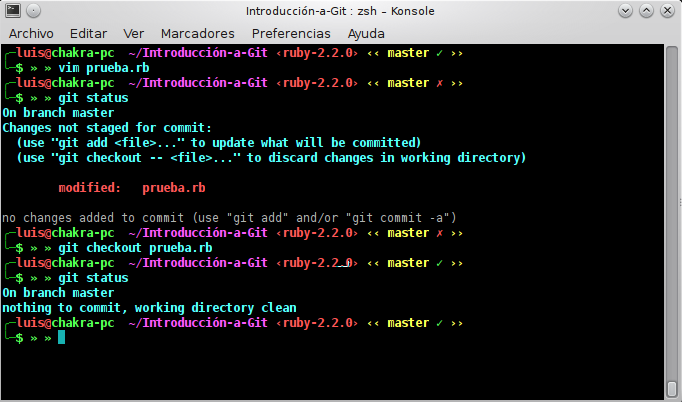 Introducción-a-Git : zsh – Konsole
Archivo Editar Ver Marcadores Preferencias Ayuda
╭─luis@chakra-pc ~/Introducción-a-Git ‹ruby-2.2.0› ‹‹ master ✓ ››
╰─$ » » vim prueba.rb
╭─luis@chakra-pc ~/Introducción-a-Git ‹ruby-2.2.0› ‹‹ master ✗ ››
╰─$ » » git status
On branch master
Changes not staged for commit:
  (use "git add <file>..." to update what will be committed)
  (use "git checkout -- <file>..." to discard changes in working directory)
        modified:   prueba.rb
no changes added to commit (use "git add" and/or "git commit -a")
╭─luis@chakra-pc ~/Introducción-a-Git ‹ruby-2.2.0› ‹‹ master ✗ ››
╰─$ » » git checkout prueba.rb
╭─luis@chakra-pc ~/Introducción-a-Git ‹ruby-2.2.0› ‹‹ master ✓ ››
╰─$ » » git status
On branch master
nothing to commit, working directory clean
╭─luis@chakra-pc ~/Introducción-a-Git ‹ruby-2.2.0› ‹‹ master ✓ ››
╰─$ » »